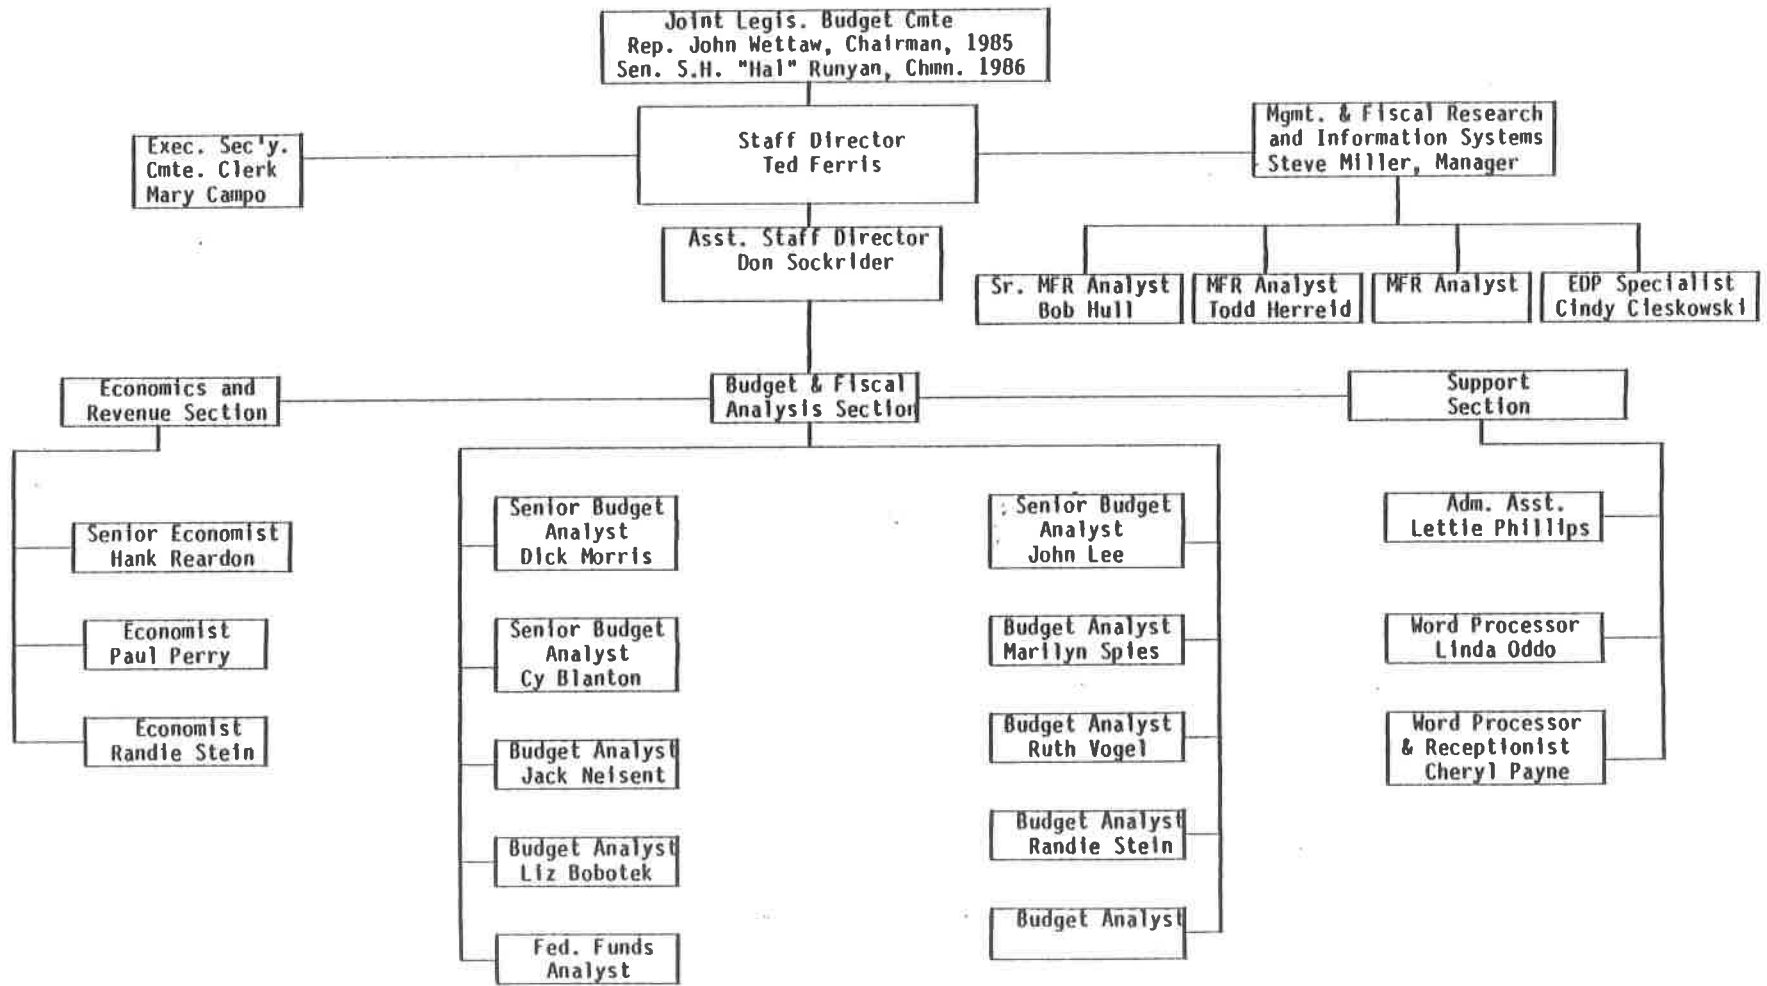 Joint Legis. Budget Cmte
Rep. John Wettaw, Chairman, 1985
Sen. S.H. "Hal" Runyan, Chmn. 1986
Exec. Sec'y.
Cmte. Clerk
Mary Campo
Staff Director
Ted Ferris
Mgmt. & Fiscal Research
and Information Systems
Steve Miller, Manager
Asst. Staff Director
Don Sockrider
Sr. MFR Analyst
Bob Hull
MFR Analyst
Todd Herreid
MFR Analyst
EDP Specialist
Cindy Cieskowski
Economics and
Revenue Section
Budget & Fiscal
Analysis Section
Support
Section
Senior Economist
Hank Reardon
Economist
Paul Perry
Economist
Randie Stein
Senior Budget
Analyst
Dick Morris
Senior Budget
Analyst
Cy Blanton
Budget Analyst
Jack Neisent
Budget Analyst
Liz Bobotek
Fed. Funds
Analyst
Senior Budget
Analyst
John Lee
Budget Analyst
Marilyn Spies
Budget Analyst
Ruth Vogel
Budget Analyst
Randie Stein
Budget Analyst
Adm. Asst.
Lettie Phillips
Word Processor
Linda Oddo
Word Processor
& Receptionist
Cheryl Payne